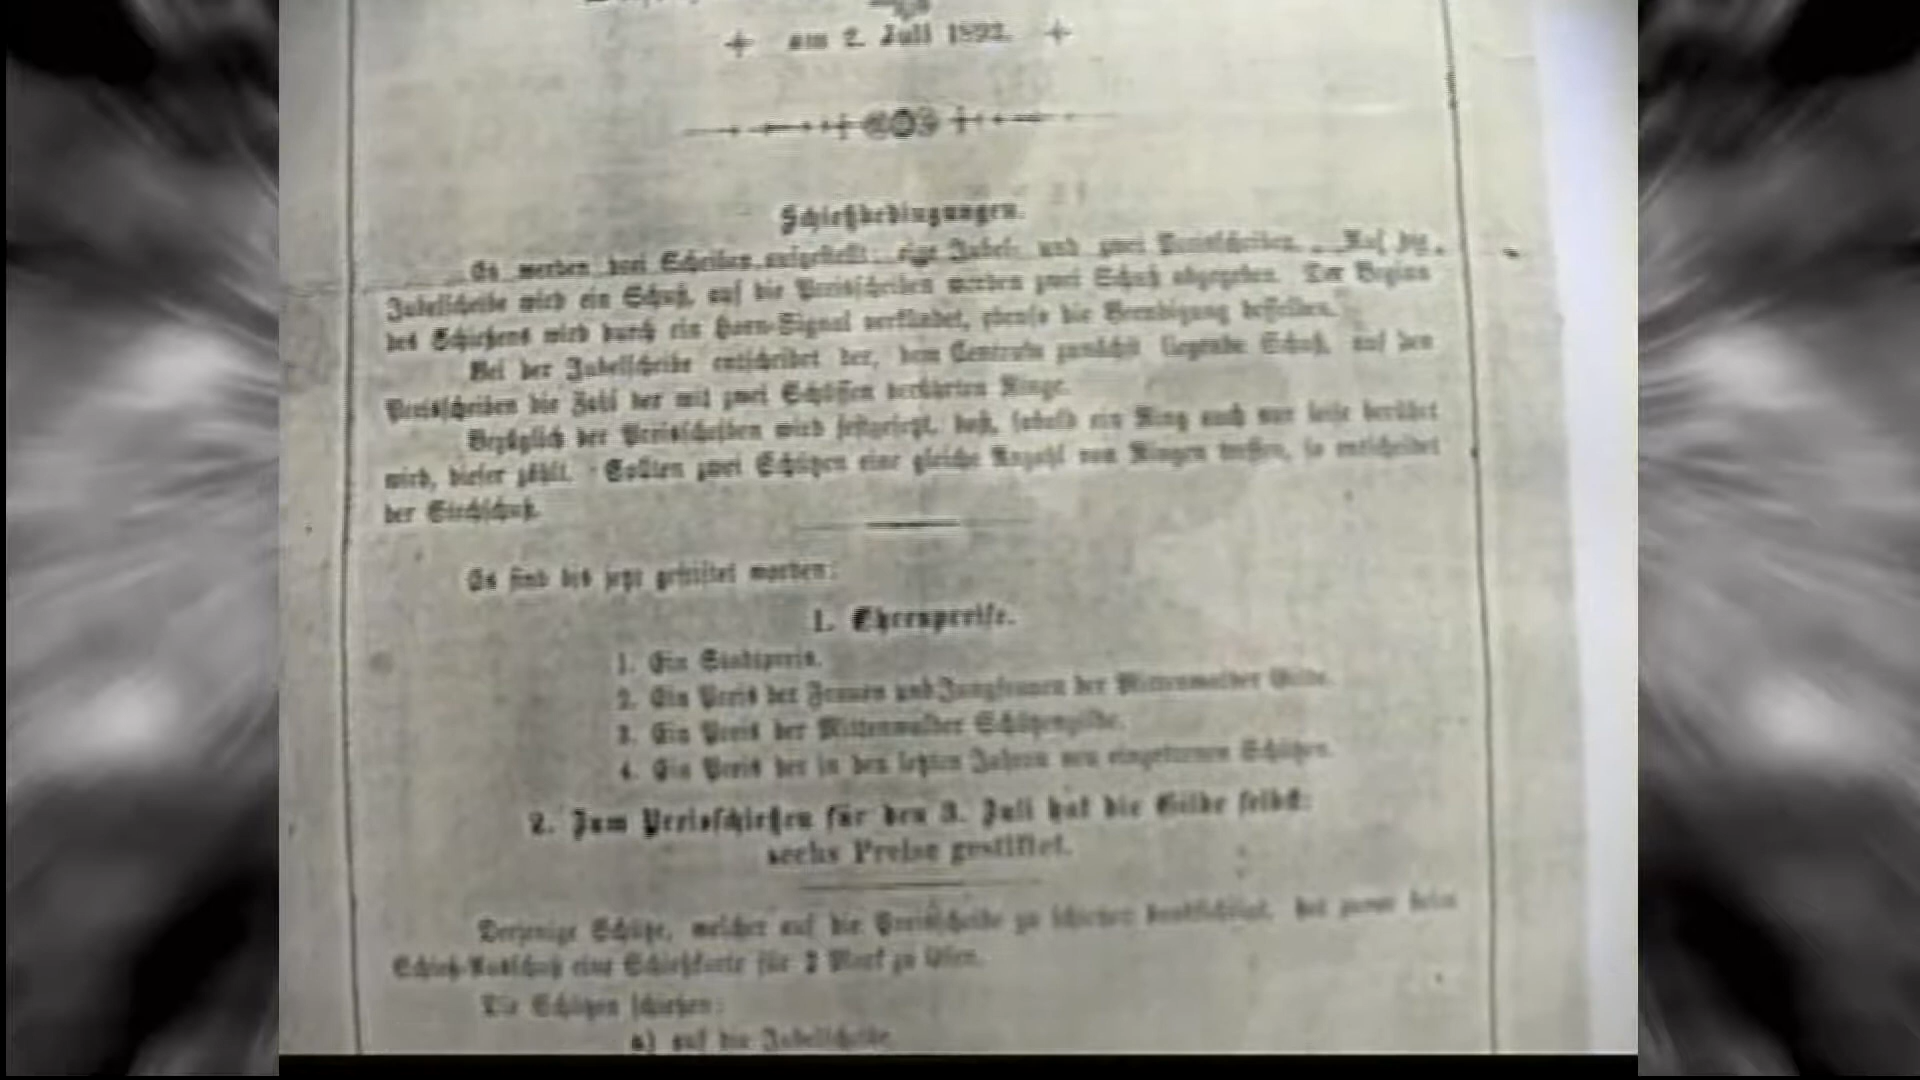 am 2. Juli 1892.
Schießbedingungen.
Es werden drei Scheiben aufgestellt: eine Jubel- und zwei Preisscheiben. Auf die
Jubelscheibe wird ein Schuß, auf die Preisscheiben werden zwei Schuß abgegeben. Der Beginn
des Schießens wird durch ein Horn-Signal verkündet, ebenso die Beendigung desselben.
Bei der Jubelscheibe entscheidet der, dem Centrum zunächst liegende Schuß, auf den
Preisscheiben die Zahl der mit zwei Schüssen berührten Ringe.
Bezüglich der Preisscheiben wird festgesetzt, daß, sobald ein Ring auch nur leise berührt
wird, dieser zählt. Sollten zwei Schützen eine gleiche Anzahl von Ringen treffen, so entscheidet
der Stechschuß.
Es sind bis jetzt gestiftet worden:
1. Ehrenpreise.
1. Ein Stadtpreis.
2. Ein Preis der Frauen und Jungfrauen der Mittenwalder Gilde.
3. Ein Preis der Mittenwalder Schützengilde.
4. Ein Preis der in den letzten Jahren neu eingetretenen Schützen.
2. Zum Preisschießen für den 3. Juli hat die Gilde selbst:
sechs Preise gestiftet.
Derjenige Schütze, welcher auf die Preisscheibe zu schießen beabsichtigt, hat zuvor beim
Schieß-Ausschuß eine Schießkarte für 3 Mark zu lösen.
Die Schützen schießen:
a) auf die Jubelscheibe